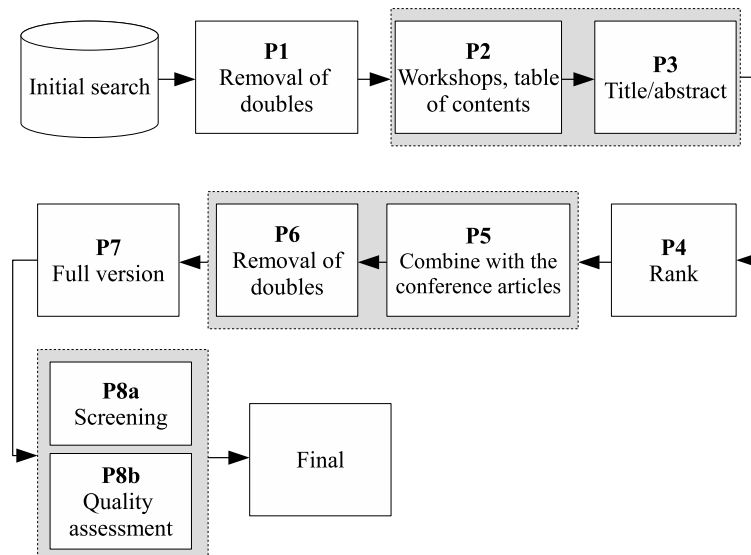 Initial search
P1
Removal of
doubles
P2
Workshops, table
of contents
P3
Title/abstract
P4
Rank
P5
Combine with the
conference articles
P6
Removal of
doubles
P7
Full version
P8a
Screening
P8b
Quality
assessment
Final